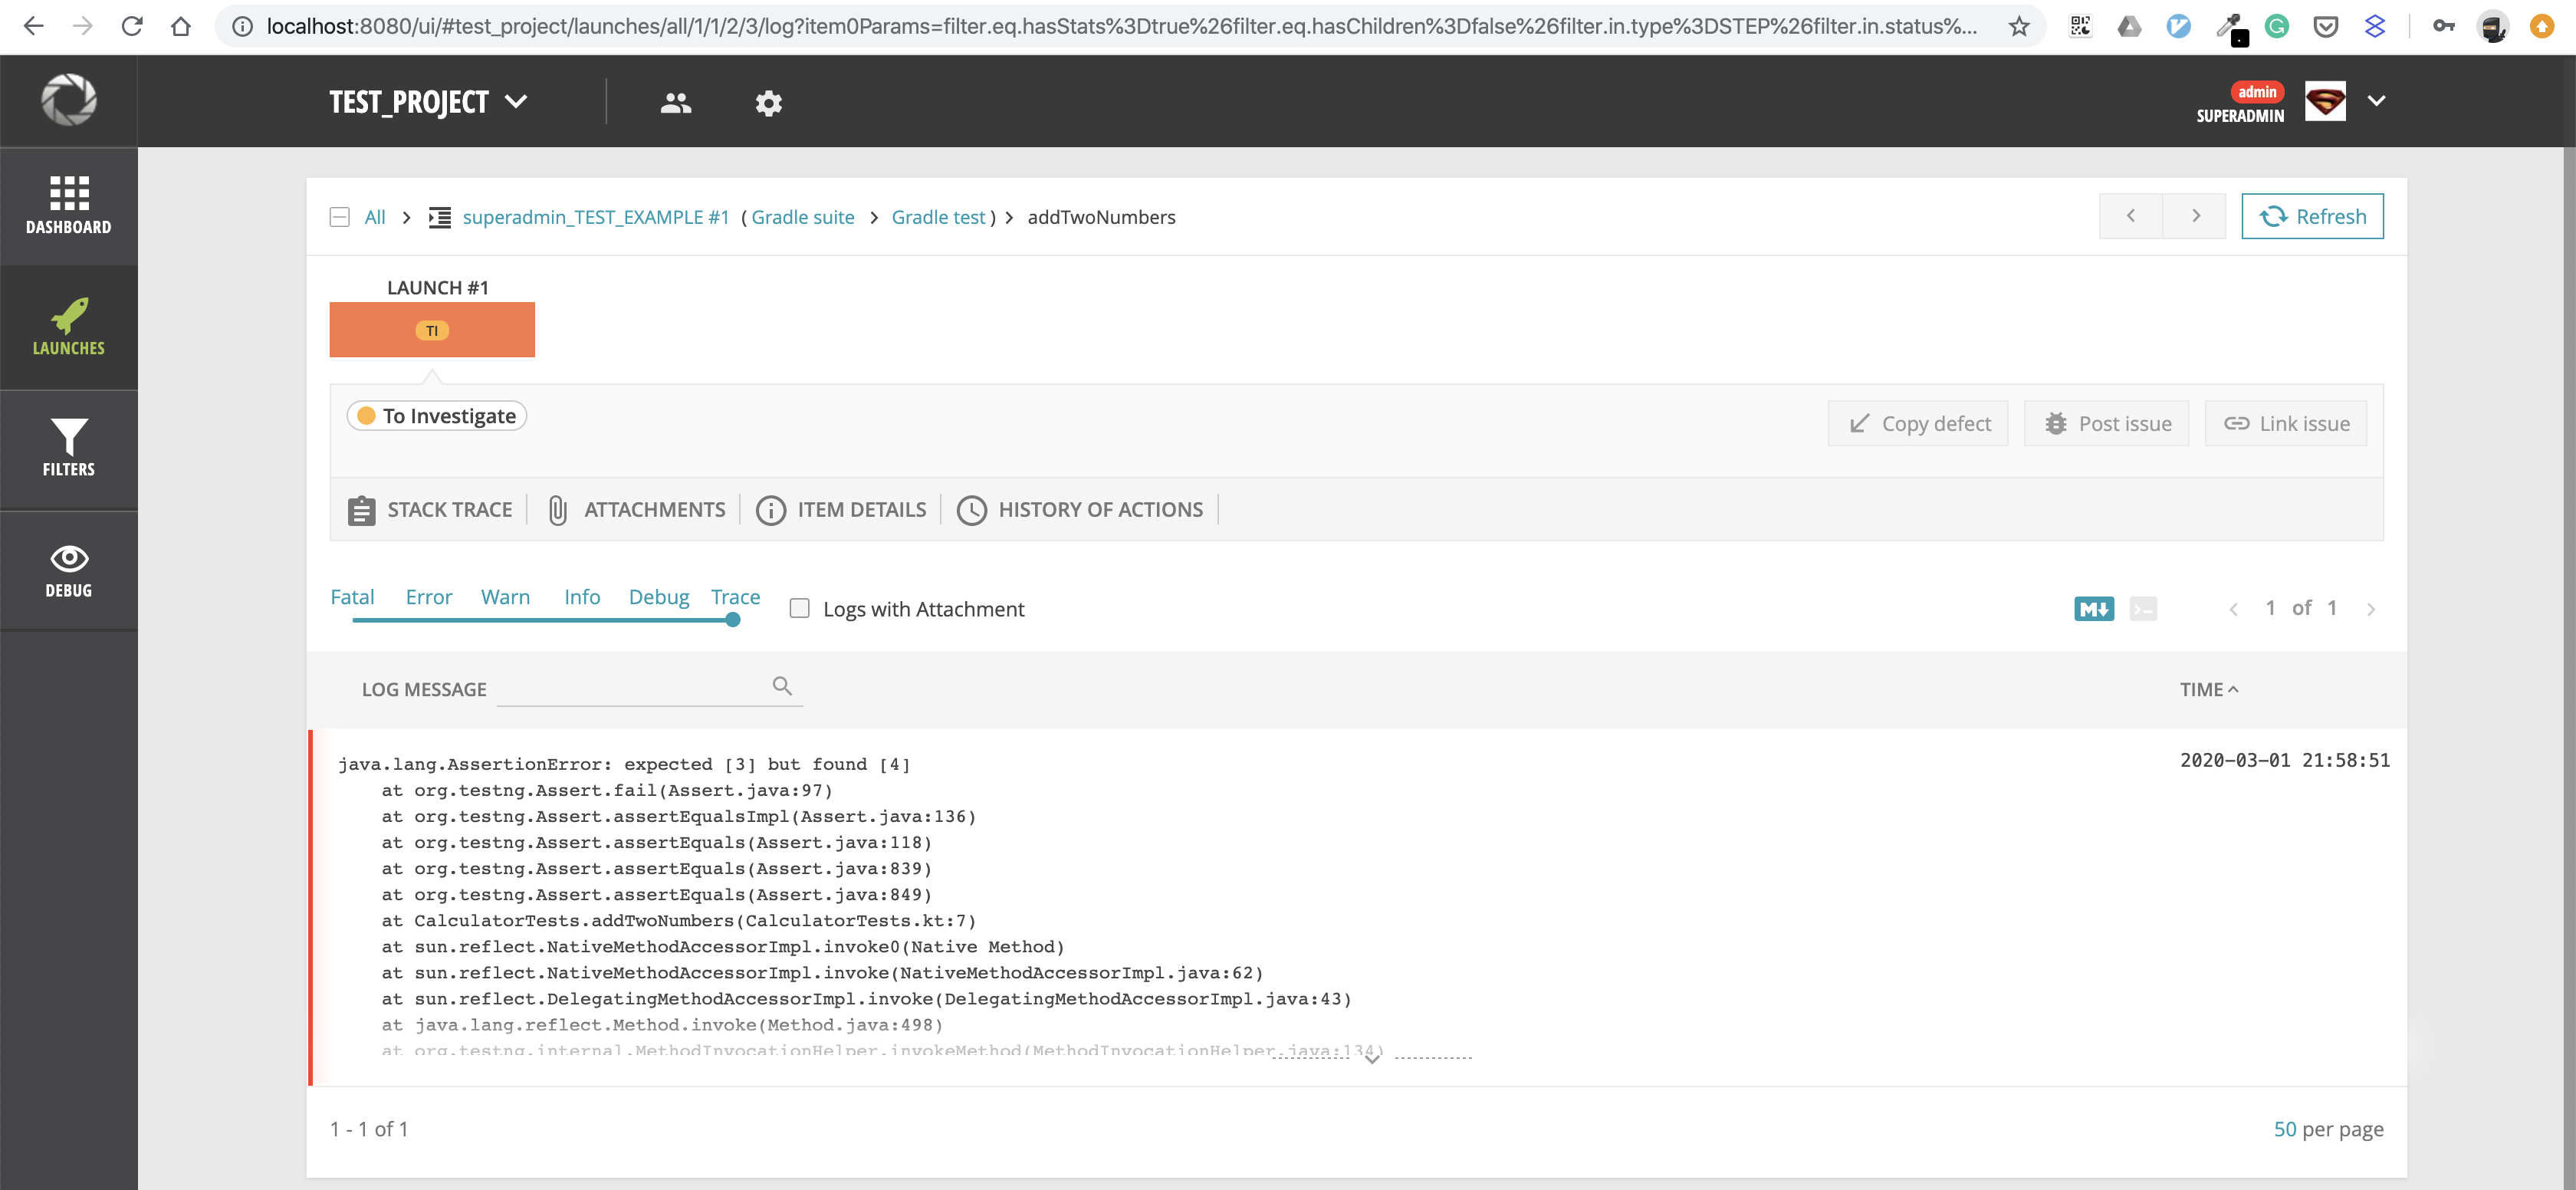 localhost:8080/ui/#test_project/launches/all/1/1/2/3/log?item0Params=filter.eq.hasStats%3Dtrue%26filter.eq.hasChildren%3Dfalse%26filter.in.type%3DSTEP%26filter.in.status%...
TEST_PROJECT
admin
SUPERADMIN
DASHBOARD
LAUNCHES
FILTERS
DEBUG
All > superadmin_TEST_EXAMPLE #1 ( Gradle suite > Gradle test ) > addTwoNumbers
Refresh
LAUNCH #1
TI
To Investigate
Copy defect
Post issue
Link issue
STACK TRACE
ATTACHMENTS
ITEM DETAILS
HISTORY OF ACTIONS
Fatal Error Warn Info Debug Trace
Logs with Attachment
M
1 of 1
LOG MESSAGE
TIME
java.lang.AssertionError: expected [3] but found [4]
2020-03-01 21:58:51
at org.testng.Assert.fail(Assert.java:97)
at org.testng.Assert.assertEqualsImpl(Assert.java:136)
at org.testng.Assert.assertEquals(Assert.java:118)
at org.testng.Assert.assertEquals(Assert.java:839)
at org.testng.Assert.assertEquals(Assert.java:849)
at CalculatorTests.addTwoNumbers(CalculatorTests.kt:7)
at sun.reflect.NativeMethodAccessorImpl.invoke0(Native Method)
at sun.reflect.NativeMethodAccessorImpl.invoke(NativeMethodAccessorImpl.java:62)
at sun.reflect.DelegatingMethodAccessorImpl.invoke(DelegatingMethodAccessorImpl.java:43)
at java.lang.reflect.Method.invoke(Method.java:498)
at org.testng.internal.MethodInvocationHelper.invokeMethod(MethodInvocationHelper.java:134)
1 - 1 of 1
50 per page